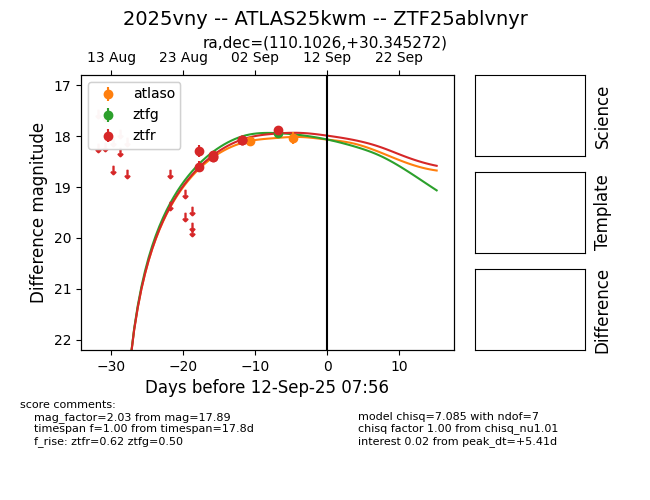 2025vny -- ATLAS25kwm -- ZTF25ablvnyr
ra,dec=(110.1026,+30.345272)
13 Aug 23 Aug 02 Sep 12 Sep 22 Sep
atlaso
ztfg
ztfr
17
18
19
20
21
22
Difference magnitude
−30 −20 −10 0 10
Days before 12-Sep-25 07:56
Science
Template
Difference
score comments:
mag_factor=2.03 from mag=17.89
timespan f=1.00 from timespan=17.8d
f_rise: ztfr=0.62 ztfg=0.50
model chisq=7.085 with ndof=7
chisq factor 1.00 from chisq_nu1.01
interest 0.02 from peak_dt=+5.41d